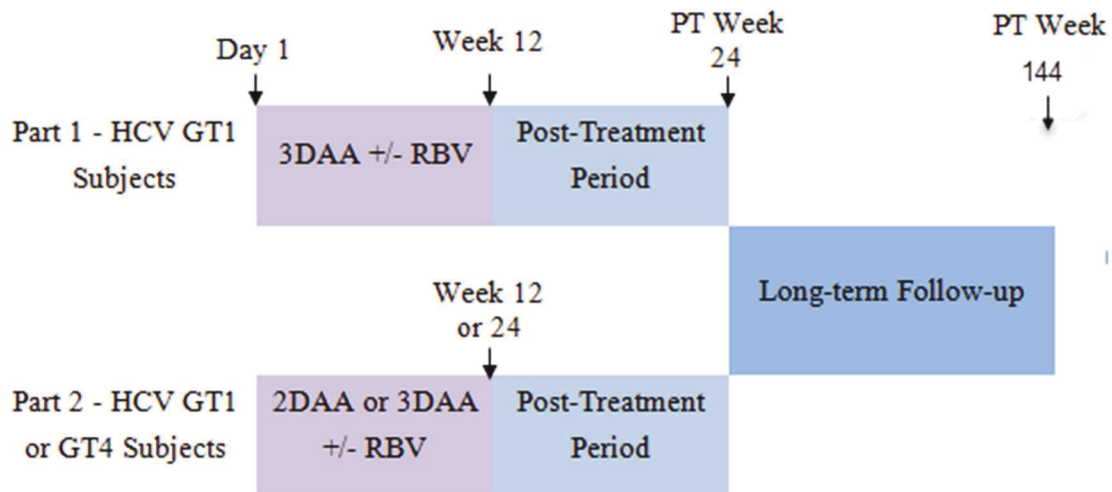 Day 1
Week 12
PT Week
24
PT Week
144
Part 1 - HCV GT1
Subjects
3DAA +/- RBV
Post-Treatment
Period
Long-term Follow-up
Week 12
or 24
Part 2 - HCV GT1
or GT4 Subjects
2DAA or 3DAA
+/- RBV
Post-Treatment
Period